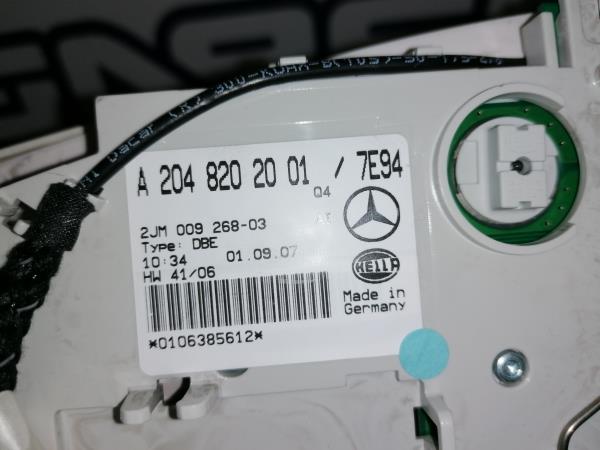 A 204 820 20 01 / 7E94
Q4
2JM 009 268-03
Type: DBE
10:34 01.09.07
HW 41/06
HELLA
Made in
Germany
*0106385612*
Dacar